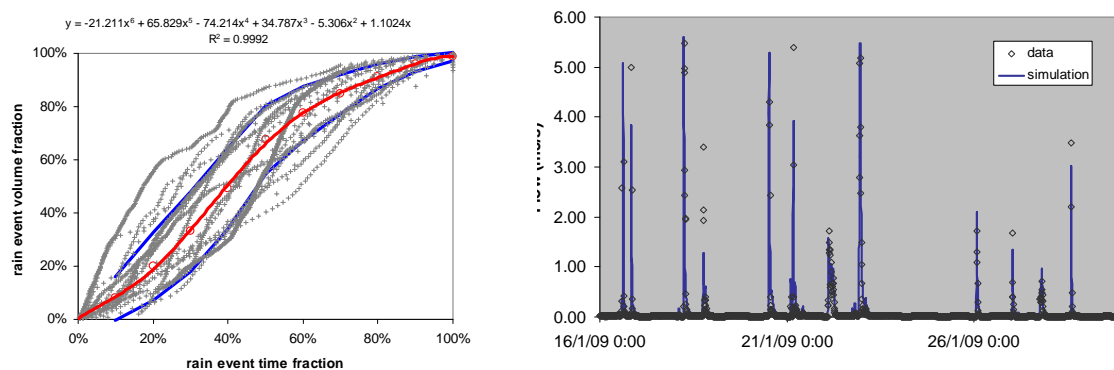 y = -21.211x⁶ + 65.829x⁵ - 74.214x⁴ + 34.787x³ - 5.306x² + 1.1024x
R² = 0.9992
100%
80%
60%
40%
20%
0%
0% 20% 40% 60% 80% 100%
rain event volume fraction
rain event time fraction
6.00
5.00
4.00
3.00
2.00
1.00
0.00
16/1/09 0:00 21/1/09 0:00 26/1/09 0:00
data
simulation